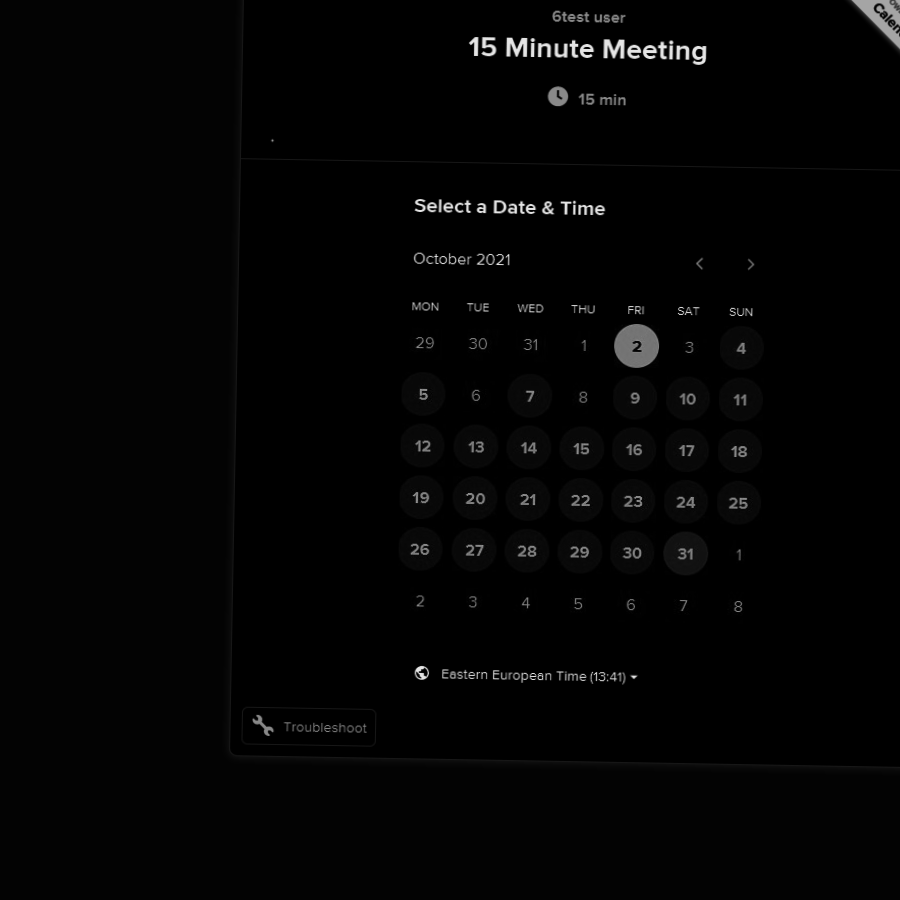 6test user
15 Minute Meeting
15 min
Select a Date & Time
October 2021
MON TUE WED THU FRI SAT SUN
29 30 31 1 2 3 4
5 6 7 8 9 10 11
12 13 14 15 16 17 18
19 20 21 22 23 24 25
26 27 28 29 30 31 1
2 3 4 5 6 7 8
Eastern European Time (13:41)
Troubleshoot